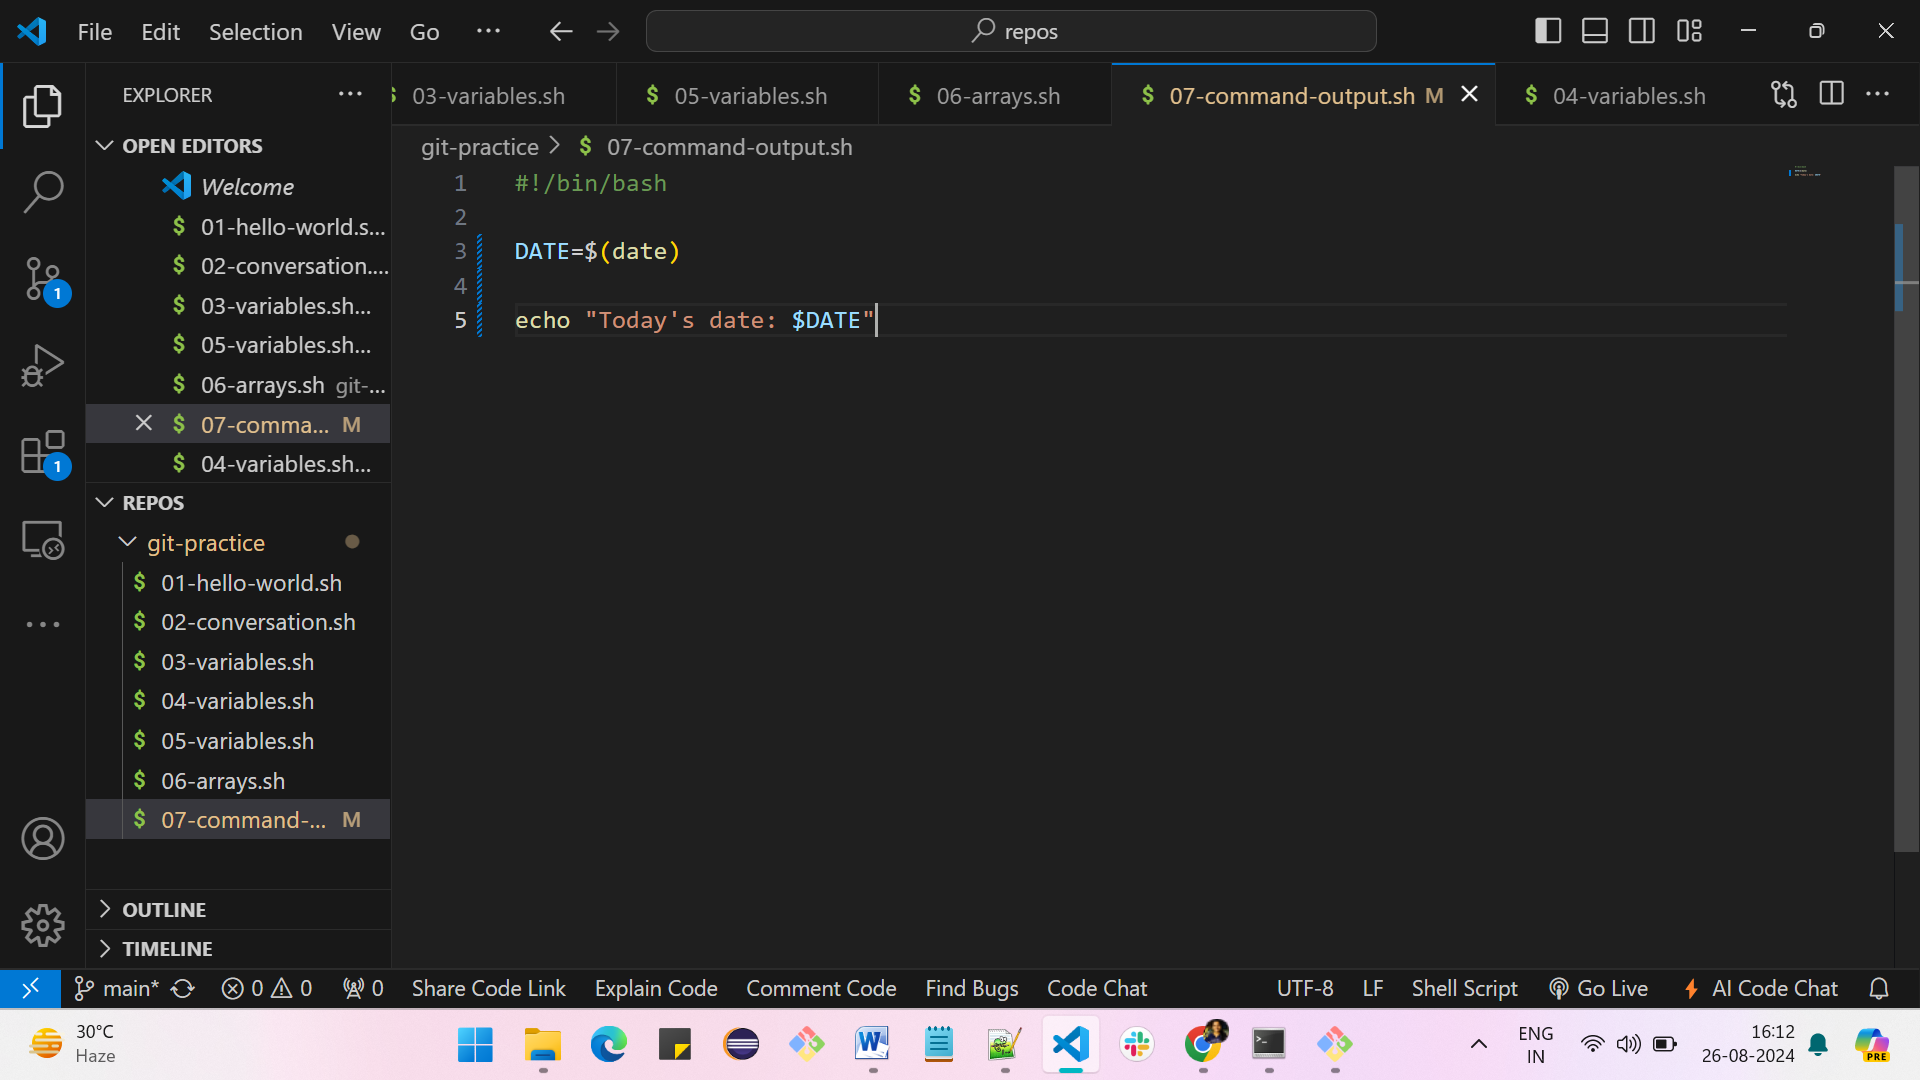 File Edit Selection View Go ··· repos
EXPLORER ···
03-variables.sh 05-variables.sh 06-arrays.sh 07-command-output.sh M 04-variables.sh ···
OPEN EDITORS
Welcome
$ 01-hello-world.s...
$ 02-conversation....
$ 03-variables.sh...
$ 05-variables.sh...
$ 06-arrays.sh git-...
$ 07-comma... M
$ 04-variables.sh...
REPOS
git-practice
$ 01-hello-world.sh
$ 02-conversation.sh
$ 03-variables.sh
$ 04-variables.sh
$ 05-variables.sh
$ 06-arrays.sh
$ 07-command-... M
OUTLINE
TIMELINE
1
1
git-practice > $ 07-command-output.sh
1 #!/bin/bash
2
3 DATE=$(date)
4
5 echo "Today's date: $DATE"
main* 0 0 0 Share Code Link Explain Code Comment Code Find Bugs Code Chat UTF-8 LF Shell Script Go Live AI Code Chat
30°C
Haze
ENG
IN
16:12
26-08-2024
PRE